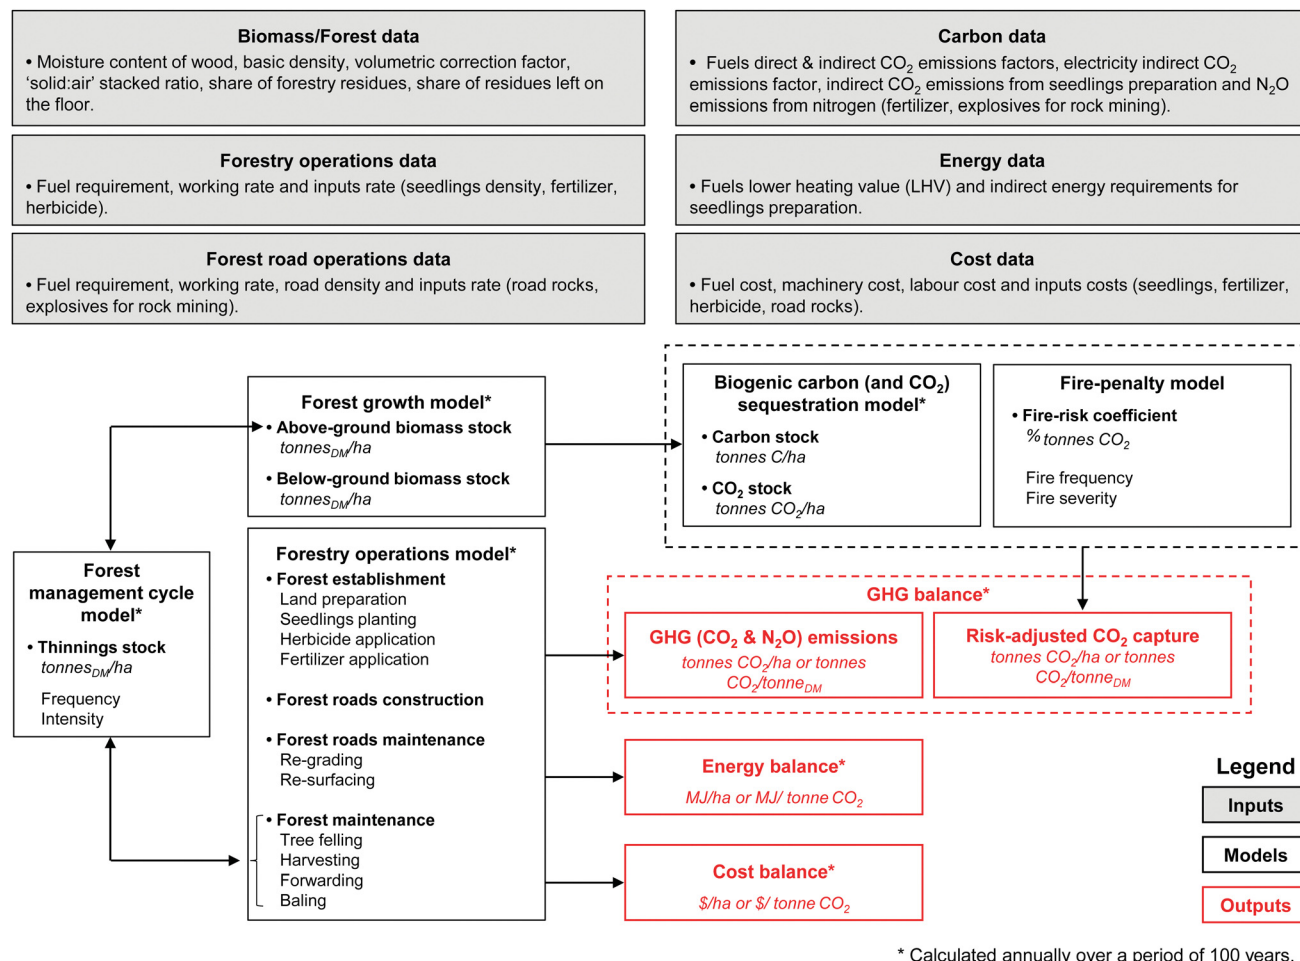 Biomass/Forest data
• Moisture content of wood, basic density, volumetric correction factor,
‘solid:air’ stacked ratio, share of forestry residues, share of residues left on
the floor.
Carbon data
• Fuels direct & indirect CO₂ emissions factors, electricity indirect CO₂
emissions factor, indirect CO₂ emissions from seedlings preparation and N₂O
emissions from nitrogen (fertilizer, explosives for rock mining).
Forestry operations data
• Fuel requirement, working rate and inputs rate (seedlings density, fertilizer,
herbicide).
Energy data
• Fuels lower heating value (LHV) and indirect energy requirements for
seedlings preparation.
Forest road operations data
• Fuel requirement, working rate, road density and inputs rate (road rocks,
explosives for rock mining).
Cost data
• Fuel cost, machinery cost, labour cost and inputs costs (seedlings, fertilizer,
herbicide, road rocks).
Forest growth model*
• Above-ground biomass stock
tonnesDM/ha
• Below-ground biomass stock
tonnesDM/ha
Biogenic carbon (and CO₂)
sequestration model*
• Carbon stock
tonnes C/ha
• CO₂ stock
tonnes CO₂/ha
Fire-penalty model
• Fire-risk coefficient
% tonnes CO₂
Fire frequency
Fire severity
Forest
management cycle
model*
• Thinnings stock
tonnesDM/ha
Frequency
Intensity
Forestry operations model*
• Forest establishment
Land preparation
Seedlings planting
Herbicide application
Fertilizer application
• Forest roads construction
• Forest roads maintenance
Re-grading
Re-surfacing
• Forest maintenance
Tree felling
Harvesting
Forwarding
Baling
GHG balance*
GHG (CO₂ & N₂O) emissions
tonnes CO₂/ha or tonnes
CO₂/tonneDM
Risk-adjusted CO₂ capture
tonnes CO₂/ha or tonnes
CO₂/tonneDM
Energy balance*
MJ/ha or MJ/ tonne CO₂
Cost balance*
$/ha or $/ tonne CO₂
Legend
Inputs
Models
Outputs
* Calculated annually over a period of 100 years.